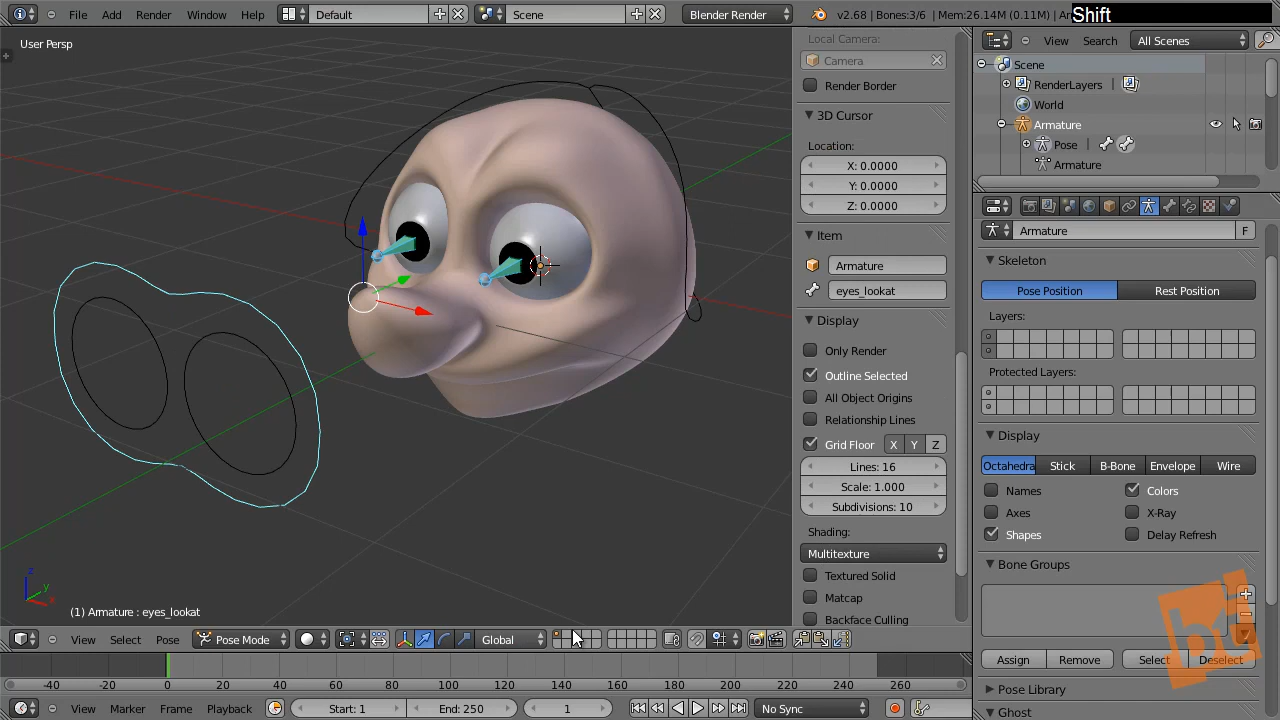 File Add Render Window Help Default Scene Blender Render v2.68 | Bones:3/6 | Mem:26.14M (0.11M) | Ar Shift
User Persp
Local Camera:
Camera
Render Border
3D Cursor
Location:
X: 0.0000
Y: 0.0000
Z: 0.0000
Item
Armature
eyes_lookat
Display
Only Render
Outline Selected
All Object Origins
Relationship Lines
Grid Floor X Y Z
Lines: 16
Scale: 1.000
Subdivisions: 10
Shading:
Multitexture
Textured Solid
Matcap
Backface Culling
View Search All Scenes
Scene
RenderLayers |
World
Armature
Pose |
Armature
Armature F
Skeleton
Pose Position Rest Position
Layers:
Protected Layers:
Display
Octahedra Stick B-Bone Envelope Wire
Names Colors
Axes X-Ray
Shapes Delay Refresh
Bone Groups
Assign Remove Select Deselect
Pose Library
Ghost
z
y
x
(1) Armature : eyes_lookat
View Select Pose Pose Mode Global
-40 -20 0 20 40 60 80 100 120 140 160 180 200 220 240 260
View Marker Frame Playback Start: 1 End: 250 1 No Sync